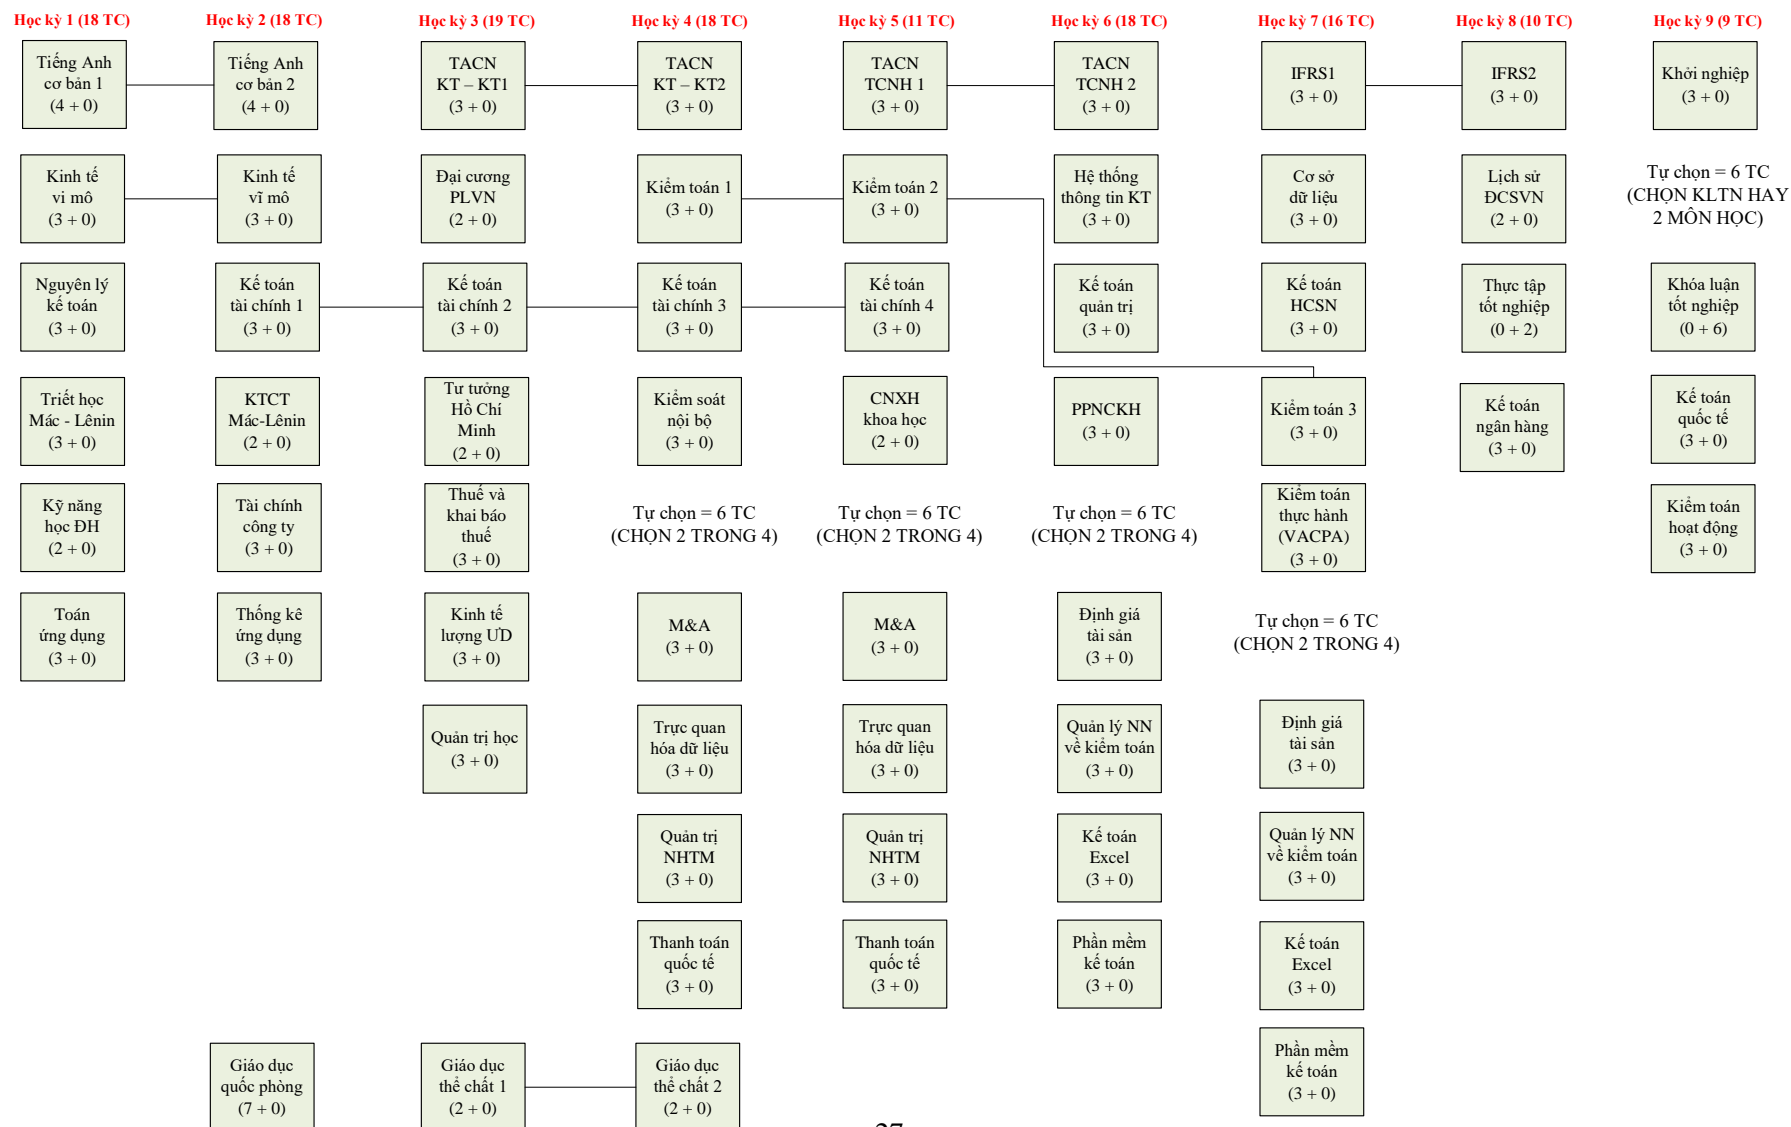 Học kỳ 1 (18 TC)
Tiếng Anh
cơ bản 1
(4 + 0)
Kinh tế
vi mô
(3 + 0)
Nguyên lý
kế toán
(3 + 0)
Triết học
Mác - Lênin
(3 + 0)
Kỹ năng
học ĐH
(2 + 0)
Toán
ứng dụng
(3 + 0)
Học kỳ 2 (18 TC)
Tiếng Anh
cơ bản 2
(4 + 0)
Kinh tế
vĩ mô
(3 + 0)
Kế toán
tài chính 1
(3 + 0)
KTCT
Mác-Lênin
(2 + 0)
Tài chính
công ty
(3 + 0)
Thống kê
ứng dụng
(3 + 0)
Giáo dục
quốc phòng
(7 + 0)
Học kỳ 3 (19 TC)
TACN
KT – KT1
(3 + 0)
Đại cương
PLVN
(2 + 0)
Kế toán
tài chính 2
(3 + 0)
Tư tưởng
Hồ Chí
Minh
(2 + 0)
Thuế và
khai báo
thuế
(3 + 0)
Kinh tế
lượng ƯD
(3 + 0)
Quản trị học
(3 + 0)
Giáo dục
thể chất 1
(2 + 0)
Học kỳ 4 (18 TC)
TACN
KT – KT2
(3 + 0)
Kiểm toán 1
(3 + 0)
Kế toán
tài chính 3
(3 + 0)
Kiểm soát
nội bộ
(3 + 0)
Tự chọn = 6 TC
(CHỌN 2 TRONG 4)
M&A
(3 + 0)
Trực quan
hóa dữ liệu
(3 + 0)
Quản trị
NHTM
(3 + 0)
Thanh toán
quốc tế
(3 + 0)
Giáo dục
thể chất 2
(2 + 0)
Học kỳ 5 (11 TC)
TACN
TCNH 1
(3 + 0)
Kiểm toán 2
(3 + 0)
Kế toán
tài chính 4
(3 + 0)
CNXH
khoa học
(2 + 0)
Tự chọn = 6 TC
(CHỌN 2 TRONG 4)
M&A
(3 + 0)
Trực quan
hóa dữ liệu
(3 + 0)
Quản trị
NHTM
(3 + 0)
Thanh toán
quốc tế
(3 + 0)
Học kỳ 6 (18 TC)
TACN
TCNH 2
(3 + 0)
Hệ thống
thông tin KT
(3 + 0)
Kế toán
quản trị
(3 + 0)
PPNCKH
(3 + 0)
Tự chọn = 6 TC
(CHỌN 2 TRONG 4)
Định giá
tài sản
(3 + 0)
Quản lý NN
về kiểm toán
(3 + 0)
Kế toán
Excel
(3 + 0)
Phần mềm
kế toán
(3 + 0)
Học kỳ 7 (16 TC)
IFRS1
(3 + 0)
Cơ sở
dữ liệu
(3 + 0)
Kế toán
HCSN
(3 + 0)
Kiểm toán 3
(3 + 0)
Kiểm toán
thực hành
(VACPA)
(3 + 0)
Tự chọn = 6 TC
(CHỌN 2 TRONG 4)
Định giá
tài sản
(3 + 0)
Quản lý NN
về kiểm toán
(3 + 0)
Kế toán
Excel
(3 + 0)
Phần mềm
kế toán
(3 + 0)
Học kỳ 8 (10 TC)
IFRS2
(3 + 0)
Lịch sử
ĐCSVN
(2 + 0)
Thực tập
tốt nghiệp
(0 + 2)
Kế toán
ngân hàng
(3 + 0)
Học kỳ 9 (9 TC)
Khởi nghiệp
(3 + 0)
Tự chọn = 6 TC
(CHỌN KLTN HAY
2 MÔN HỌC)
Khóa luận
tốt nghiệp
(0 + 6)
Kế toán
quốc tế
(3 + 0)
Kiểm toán
hoạt động
(3 + 0)